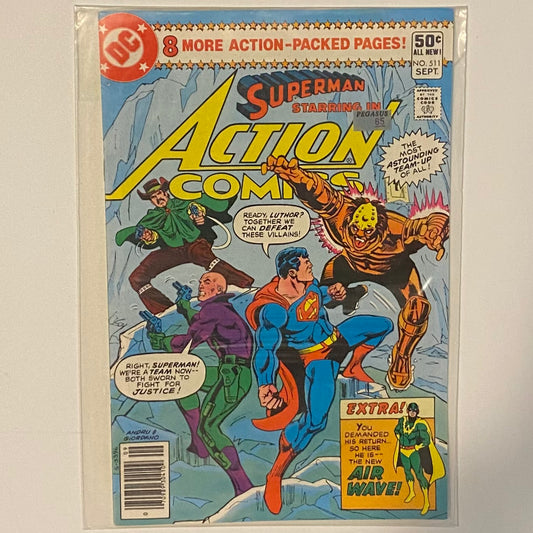 DC
8 MORE ACTION-PACKED PAGES!
50¢
ALL NEW!
NO. 511
SEPT.
APPROVED
BY THE
COMICS
CODE
AUTHORITY
SUPERMAN
STARRING IN
PEGASUS
65
ACTION
COMICS
THE
MOST
ASTOUNDING
TEAM-UP
OF ALL!
READY, LUTHOR?
TOGETHER WE
CAN DEFEAT
THESE VILLAINS!
RIGHT, SUPERMAN!
WE'RE A TEAM NOW--
BOTH SWORN TO
FIGHT FOR
JUSTICE!
ANDRU &
GIORDANO
EXTRA!
YOU
DEMANDED
HIS RETURN...
SO HERE
HE IS--
THE NEW
AIR
WAVE!